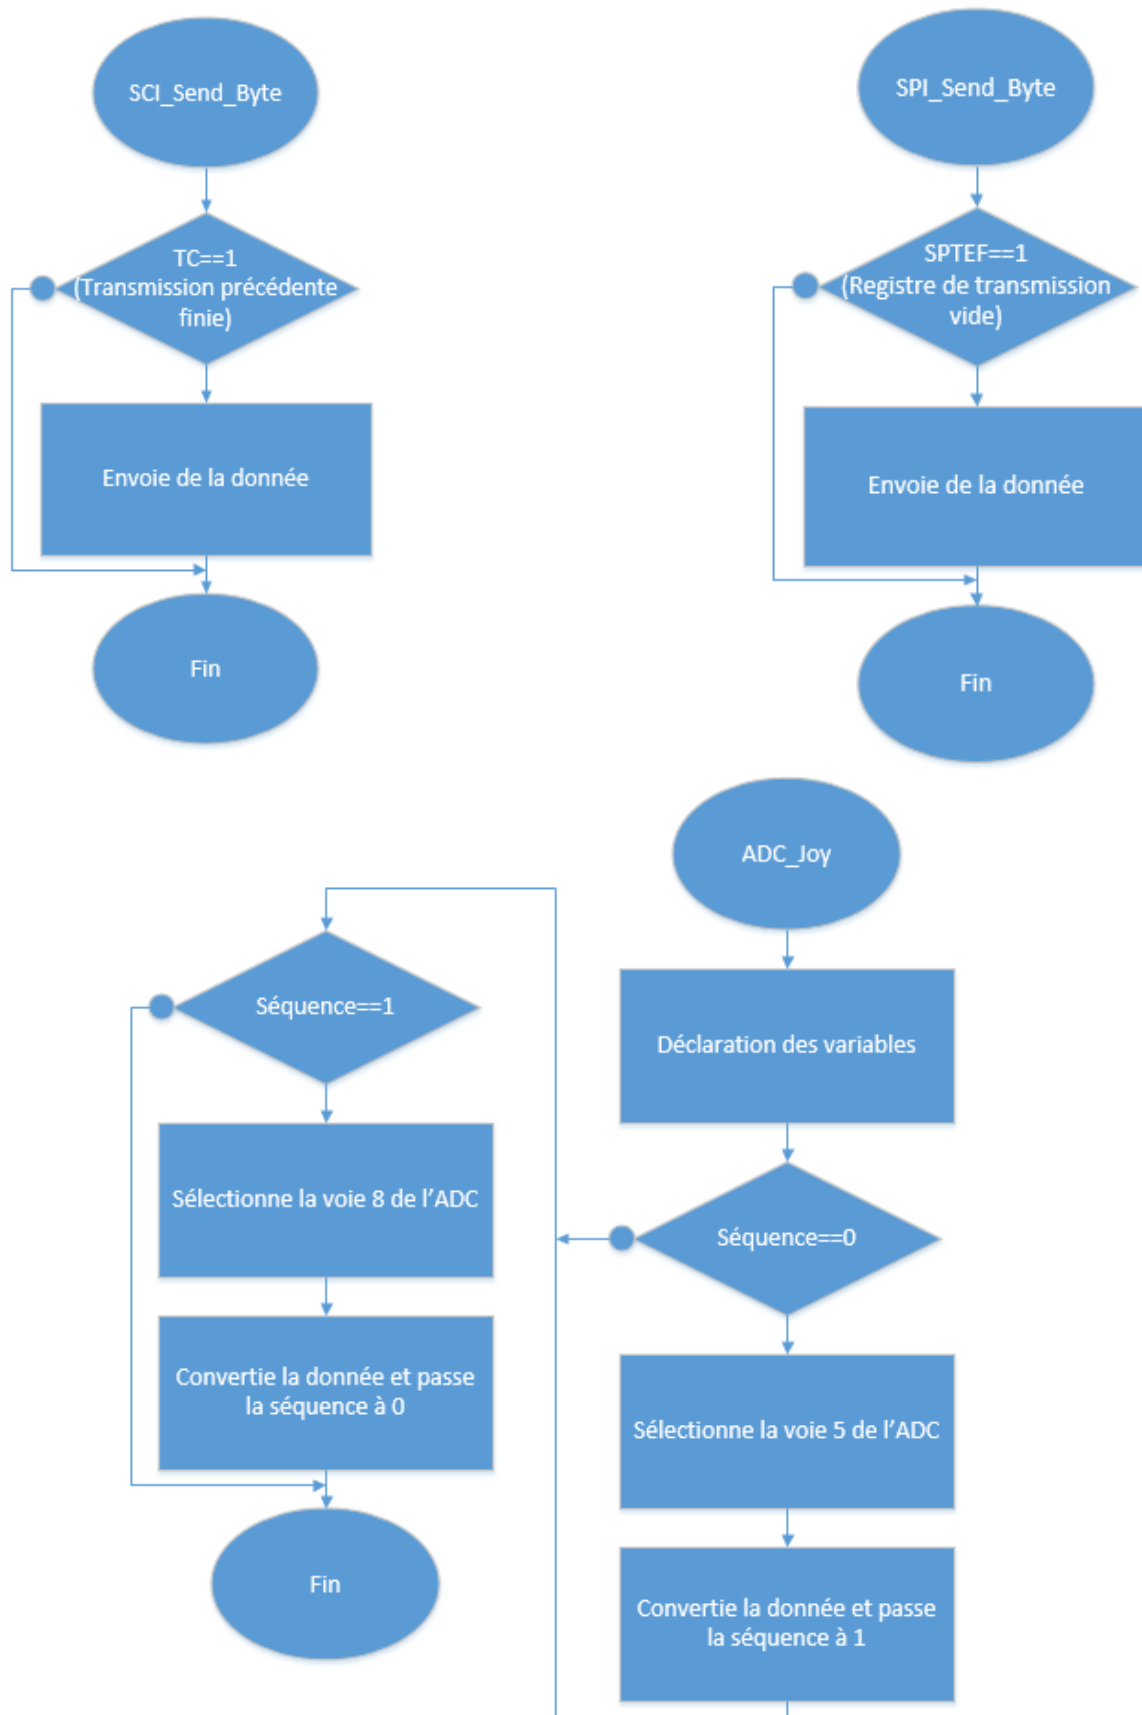 SCI_Send_Byte
TC==1
(Transmission précédente
finie)
Envoie de la donnée
Fin
SPI_Send_Byte
SPTEF==1
(Registre de transmission
vide)
Envoie de la donnée
Fin
ADC_Joy
Déclaration des variables
Séquence==0
Sélectionne la voie 5 de l'ADC
Convertie la donnée et passe
la séquence à 1
Séquence==1
Sélectionne la voie 8 de l'ADC
Convertie la donnée et passe
la séquence à 0
Fin